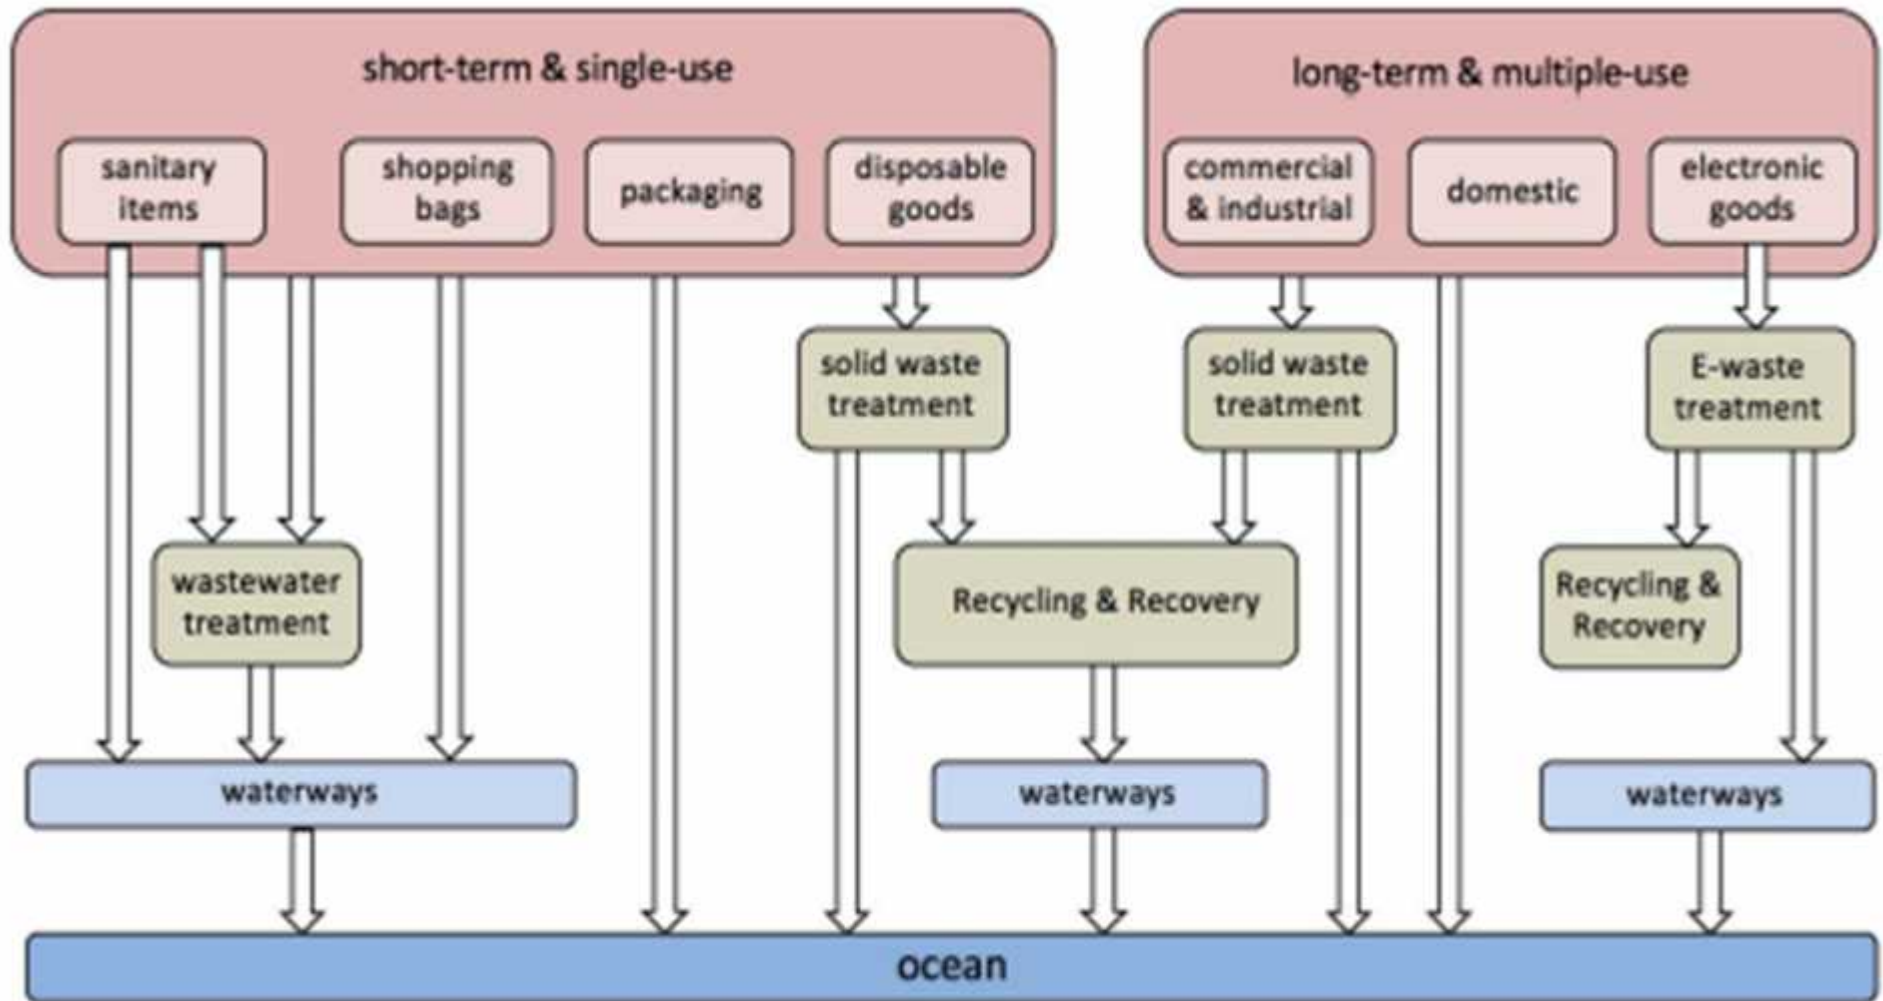 short-term & single-use
long-term & multiple-use
sanitary
items
shopping
bags
packaging
disposable
goods
commercial
& industrial
domestic
electronic
goods
solid waste
treatment
solid waste
treatment
E-waste
treatment
wastewater
treatment
Recycling & Recovery
Recycling &
Recovery
waterways
waterways
waterways
ocean